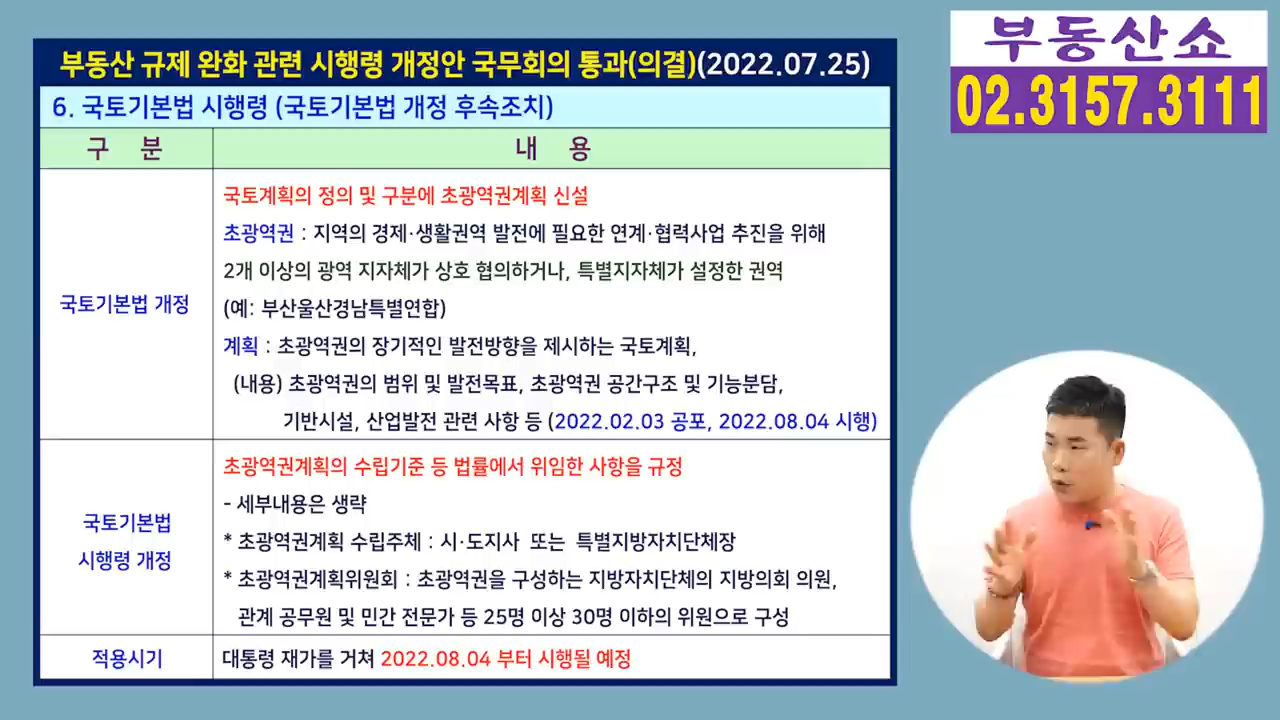 부동산 규제 완화 관련 시행령 개정안 국무회의 통과(의결)(2022.07.25)
부동산쇼
02.3157.3111
6. 국토기본법 시행령 (국토기본법 개정 후속조치)
구 분 내 용
국토기본법 개정
국토계획의 정의 및 구분에 초광역권계획 신설
초광역권 : 지역의 경제·생활권역 발전에 필요한 연계·협력사업 추진을 위해
2개 이상의 광역 지자체가 상호 협의하거나, 특별지자체가 설정한 권역
(예: 부산울산경남특별연합)
계획 : 초광역권의 장기적인 발전방향을 제시하는 국토계획,
(내용) 초광역권의 범위 및 발전목표, 초광역권 공간구조 및 기능분담,
기반시설, 산업발전 관련 사항 등 (2022.02.03 공포, 2022.08.04 시행)
국토기본법
시행령 개정
초광역권계획의 수립기준 등 법률에서 위임한 사항을 규정
- 세부내용은 생략
* 초광역권계획 수립주체 : 시·도지사 또는 특별지방자치단체장
* 초광역권계획위원회 : 초광역권을 구성하는 지방자치단체의 지방의회 의원,
관계 공무원 및 민간 전문가 등 25명 이상 30명 이하의 위원으로 구성
적용시기 대통령 재가를 거쳐 2022.08.04 부터 시행될 예정